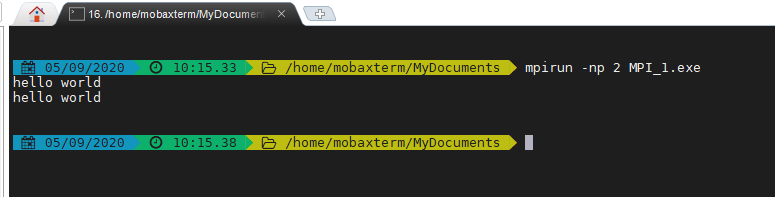 16. /home/mobaxterm/MyDocumen
05/09/2020 10:15.33 /home/mobaxterm/MyDocuments mpirun -np 2 MPI_1.exe
hello world
hello world
05/09/2020 10:15.38 /home/mobaxterm/MyDocuments